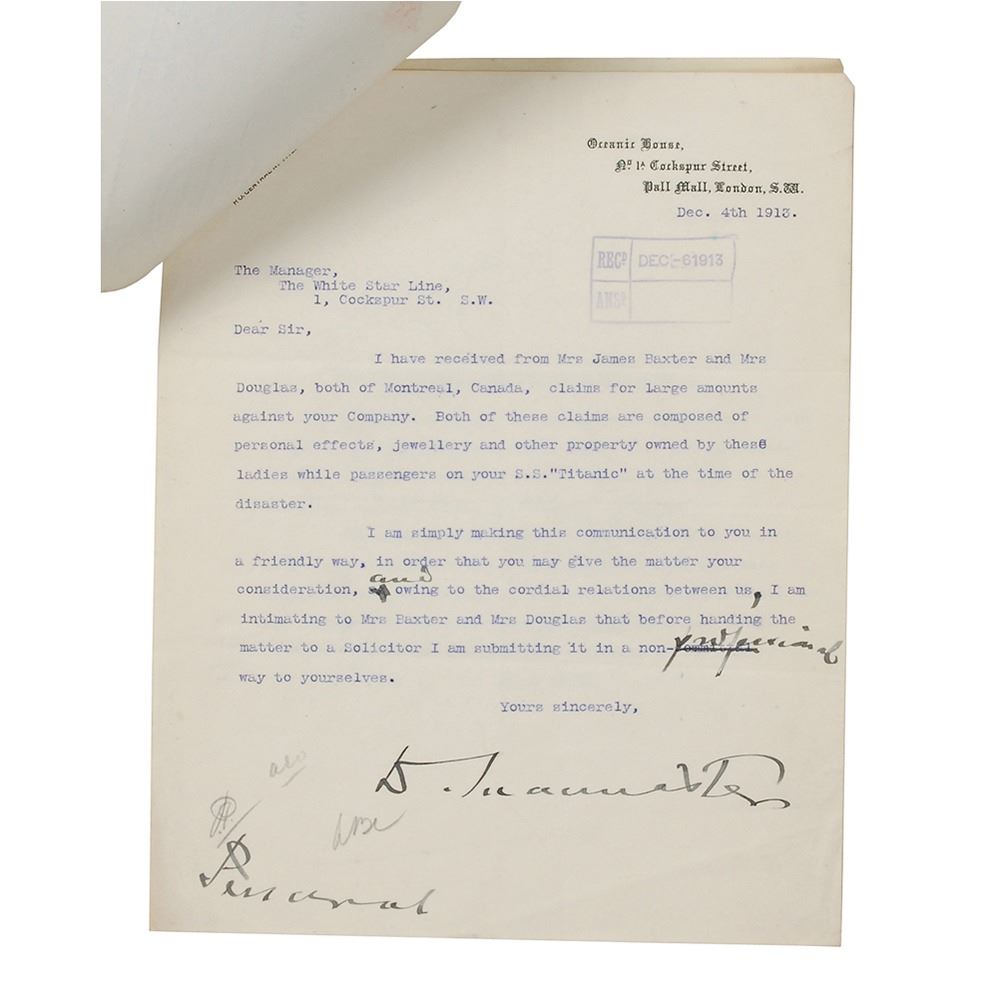 Oceanic House,
Nº 1ᴬ Cockspur Street,
Pall Mall, London, S.W.
Dec. 4th 1913.
RECD DEC -6 1913
ANSD
The Manager,
The White Star Line,
1, Cockspur St. S.W.
Dear Sir,
I have received from Mrs James Baxter and Mrs
Douglas, both of Montreal, Canada, claims for large amounts
against your Company. Both of these claims are composed of
personal effects, jewellery and other property owned by these
ladies while passengers on your S.S."Titanic" at the time of the
disaster.
I am simply making this communication to you in
a friendly way, in order that you may give the matter your
consideration, and owing to the cordial relations between us, I am
intimating to Mrs Baxter and Mrs Douglas that before handing the
matter to a Solicitor I am submitting it in a non-professional
way to yourselves.
Yours sincerely,
Personal